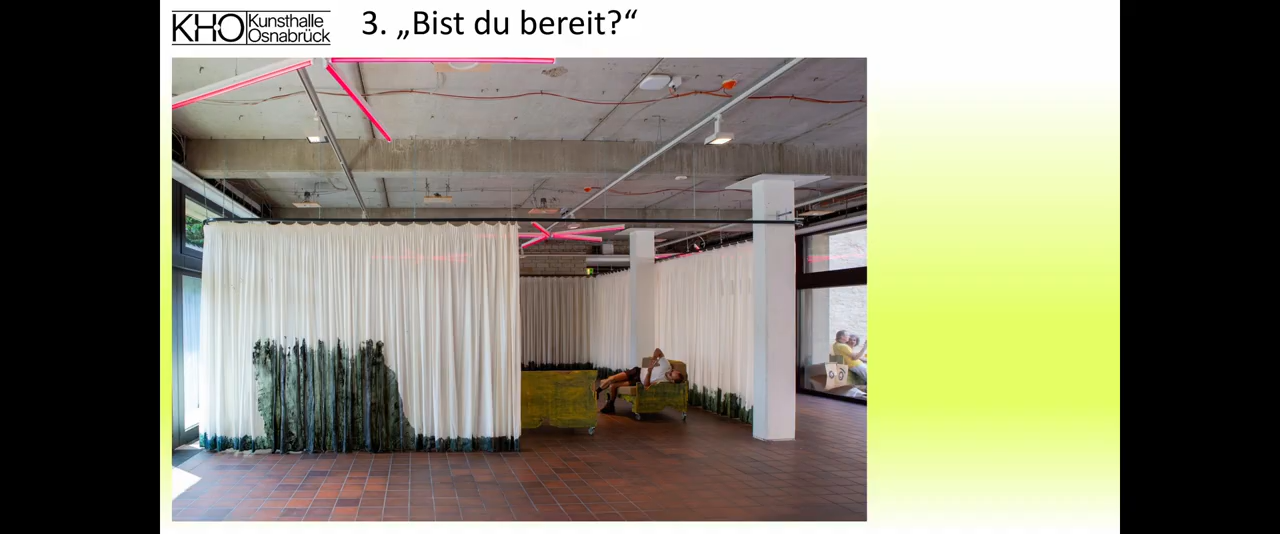 KHO Kunsthalle
Osnabrück
3. „Bist du bereit?“